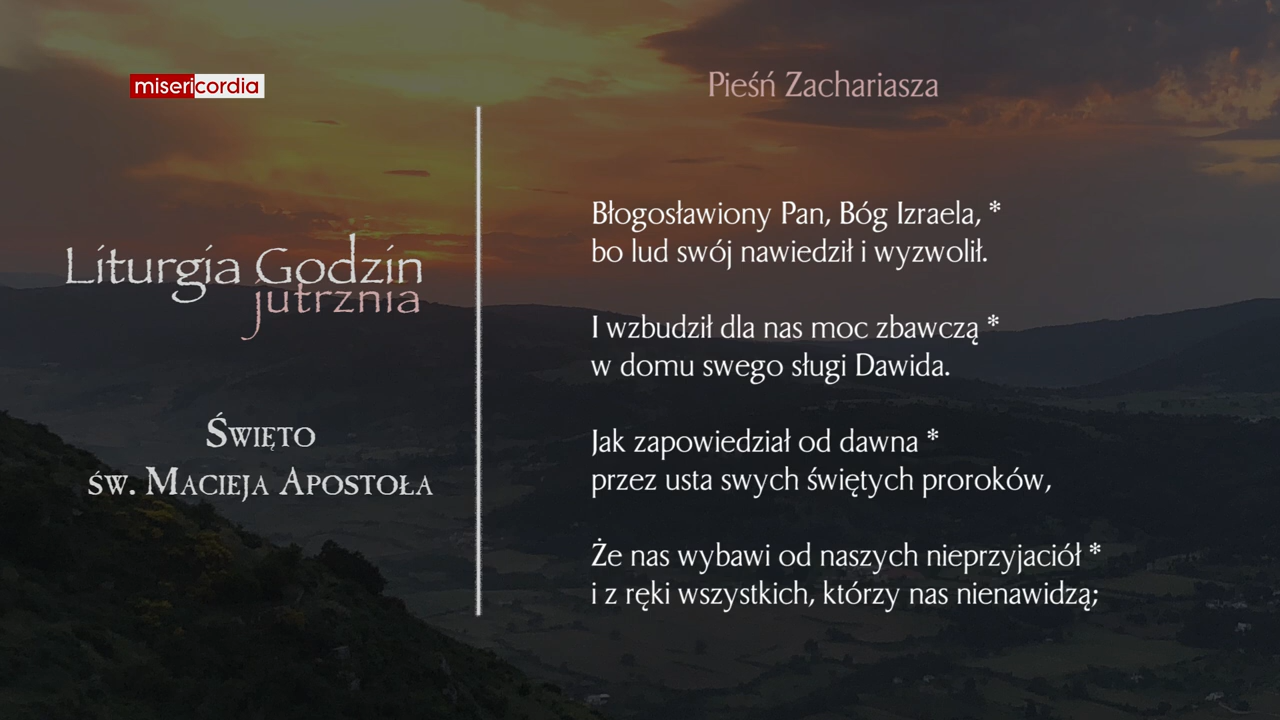 misericordia
Liturgia Godzin
jutrznia
Święto
św. Macieja Apostoła
Pieśń Zachariasza
Błogosławiony Pan, Bóg Izraela, *
bo lud swój nawiedził i wyzwolił.
I wzbudził dla nas moc zbawczą *
w domu swego sługi Dawida.
Jak zapowiedział od dawna *
przez usta swych świętych proroków,
Że nas wybawi od naszych nieprzyjaciół *
i z ręki wszystkich, którzy nas nienawidzą;